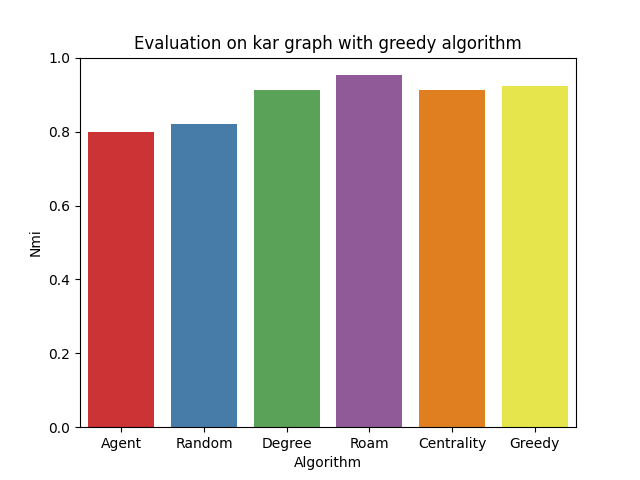 Evaluation on kar graph with greedy algorithm
1.0
0.8
0.6
0.4
0.2
0.0
Nmi
Agent Random Degree Roam Centrality Greedy
Algorithm